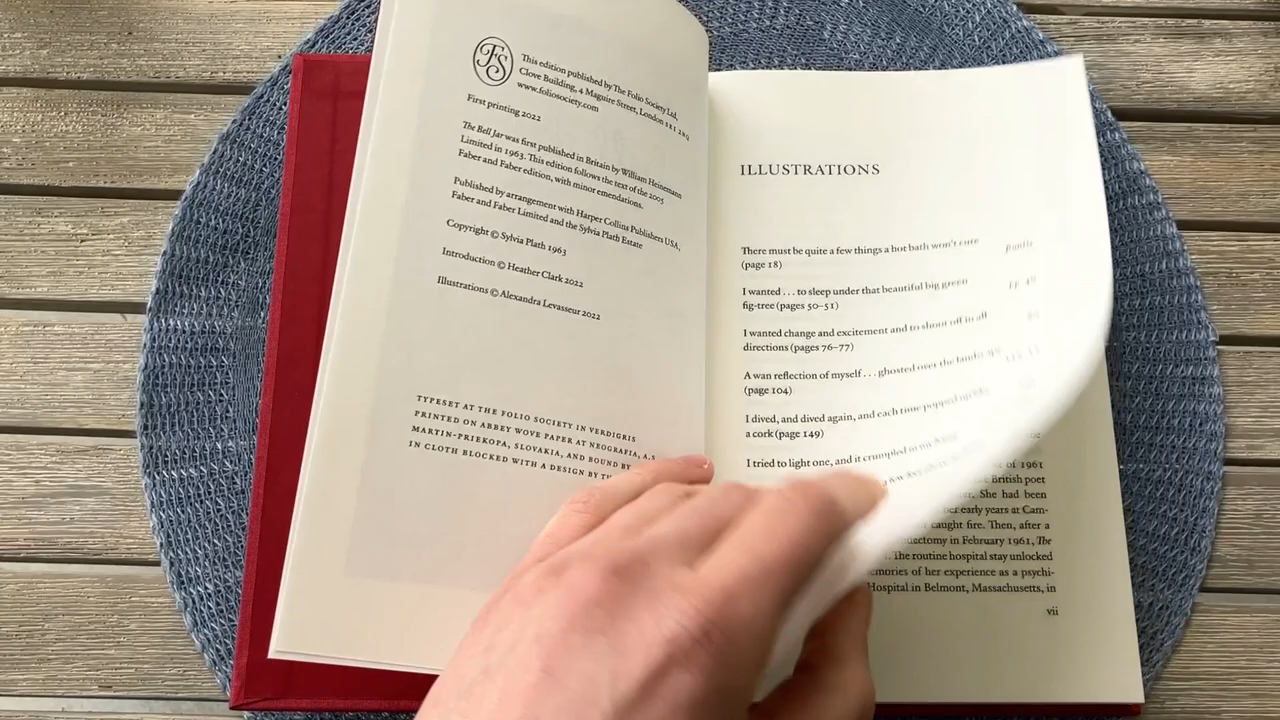 FS
This edition published by The Folio Society Ltd,
Clove Building, 4 Maguire Street, London SE1 2NQ
www.foliosociety.com
First printing 2022
The Bell Jar was first published in Britain by William Heinemann
Limited in 1963. This edition follows the text of the 2005
Faber and Faber edition, with minor emendations.
Published by arrangement with Harper Collins Publishers USA,
Faber and Faber Limited and the Sylvia Plath Estate
Copyright © Sylvia Plath 1963
Introduction © Heather Clark 2022
Illustrations © Alexandra Levasseur 2022
TYPESET AT THE FOLIO SOCIETY IN VERDIGRIS
PRINTED ON ABBEY WOVE PAPER AT NEOGRAFIA, A.S.
MARTIN-PRIEKOPA, SLOVAKIA, AND BOUND BY
IN CLOTH BLOCKED WITH A DESIGN BY
ILLUSTRATIONS
There must be quite a few things a hot bath won't cure
(page 18)
I wanted . . . to sleep under that beautiful big green
fig-tree (pages 50–51)
I wanted change and excitement and to shoot off in all
directions (pages 76–77)
A wan reflection of myself . . . ghosted over the landscape
(page 104)
I dived, and dived again, and each time popped up like
a cork (page 149)
I tried to light one, and it crumpled in my
a few
of 1961
British poet
She had been
early years at Cam-
caught fire. Then, after a
in February 1961, The
The routine hospital stay unlocked
emories of her experience as a psychi-
Hospital in Belmont, Massachusetts, in
vii